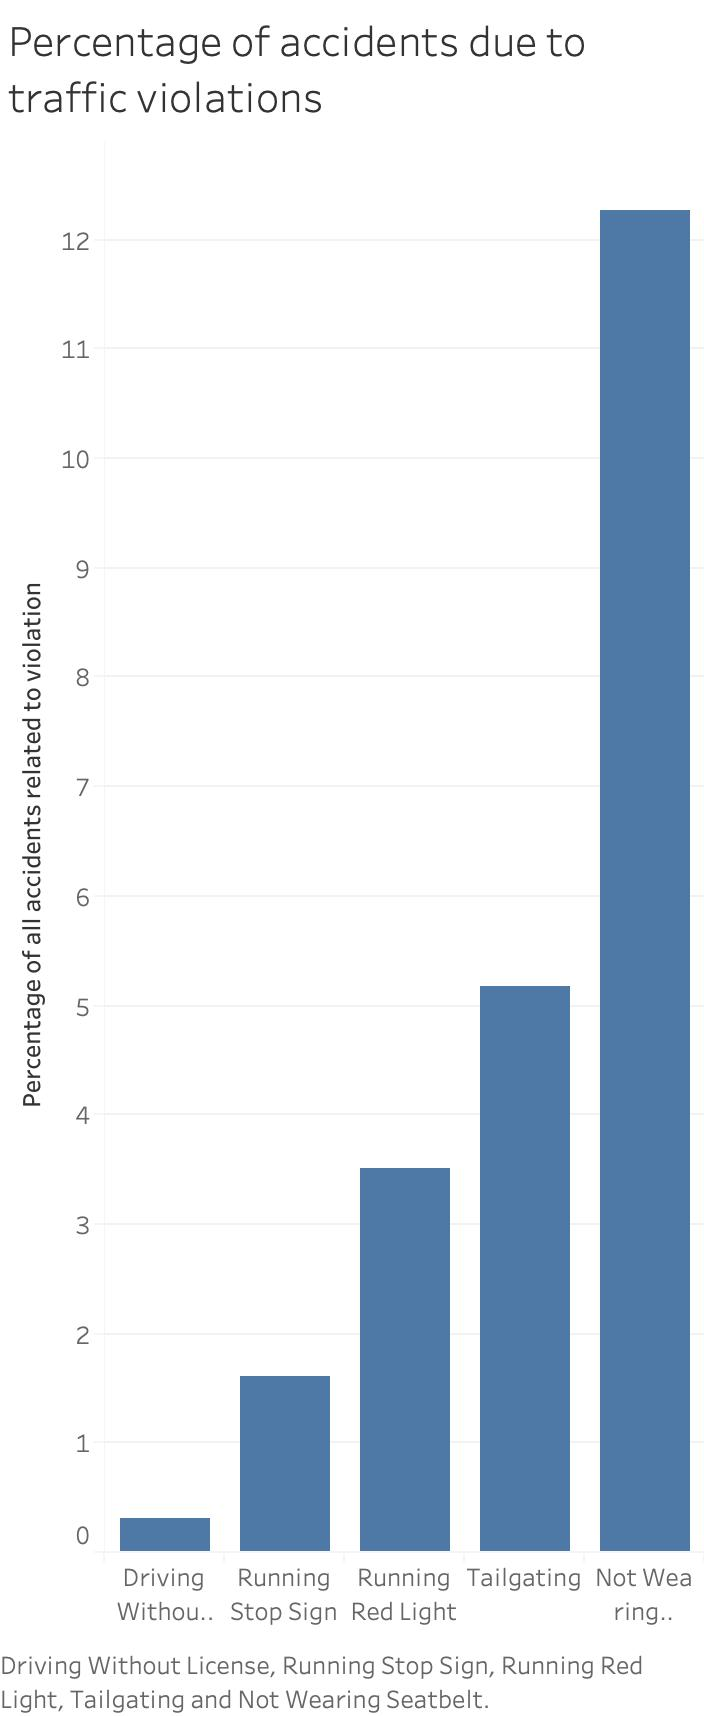 Percentage of accidents due to
traffic violations
Percentage of all accidents related to violation
12
11
10
9
8
7
6
5
4
3
2
1
0
Driving
Withou..
Running
Stop Sign
Running
Red Light
Tailgating
Not Wea
ring..
Driving Without License, Running Stop Sign, Running Red
Light, Tailgating and Not Wearing Seatbelt.